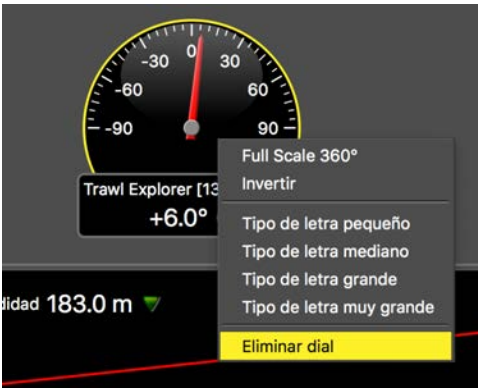 -30 0 30
-60 60
-90 90
Full Scale 360°
Invertir
Trawl Explorer [13
+6.0°
Tipo de letra pequeño
Tipo de letra mediano
Tipo de letra grande
Tipo de letra muy grande
Eliminar dial
didad 183.0 m